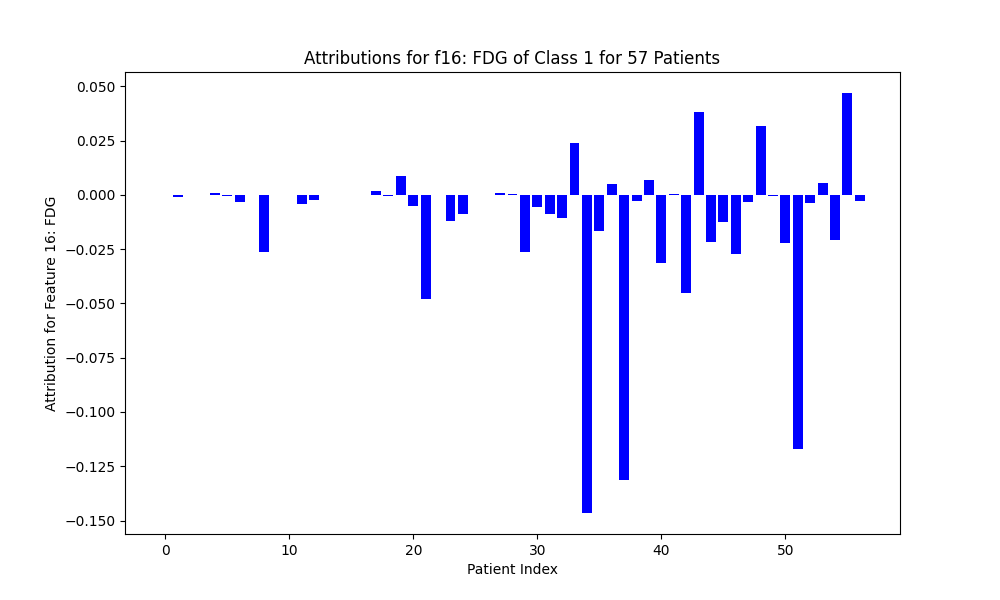 Attributions for f16: FDG of Class 1 for 57 Patients
Attribution for Feature 16: FDG
0.050
0.025
0.000
−0.025
−0.050
−0.075
−0.100
−0.125
−0.150
0 10 20 30 40 50
Patient Index